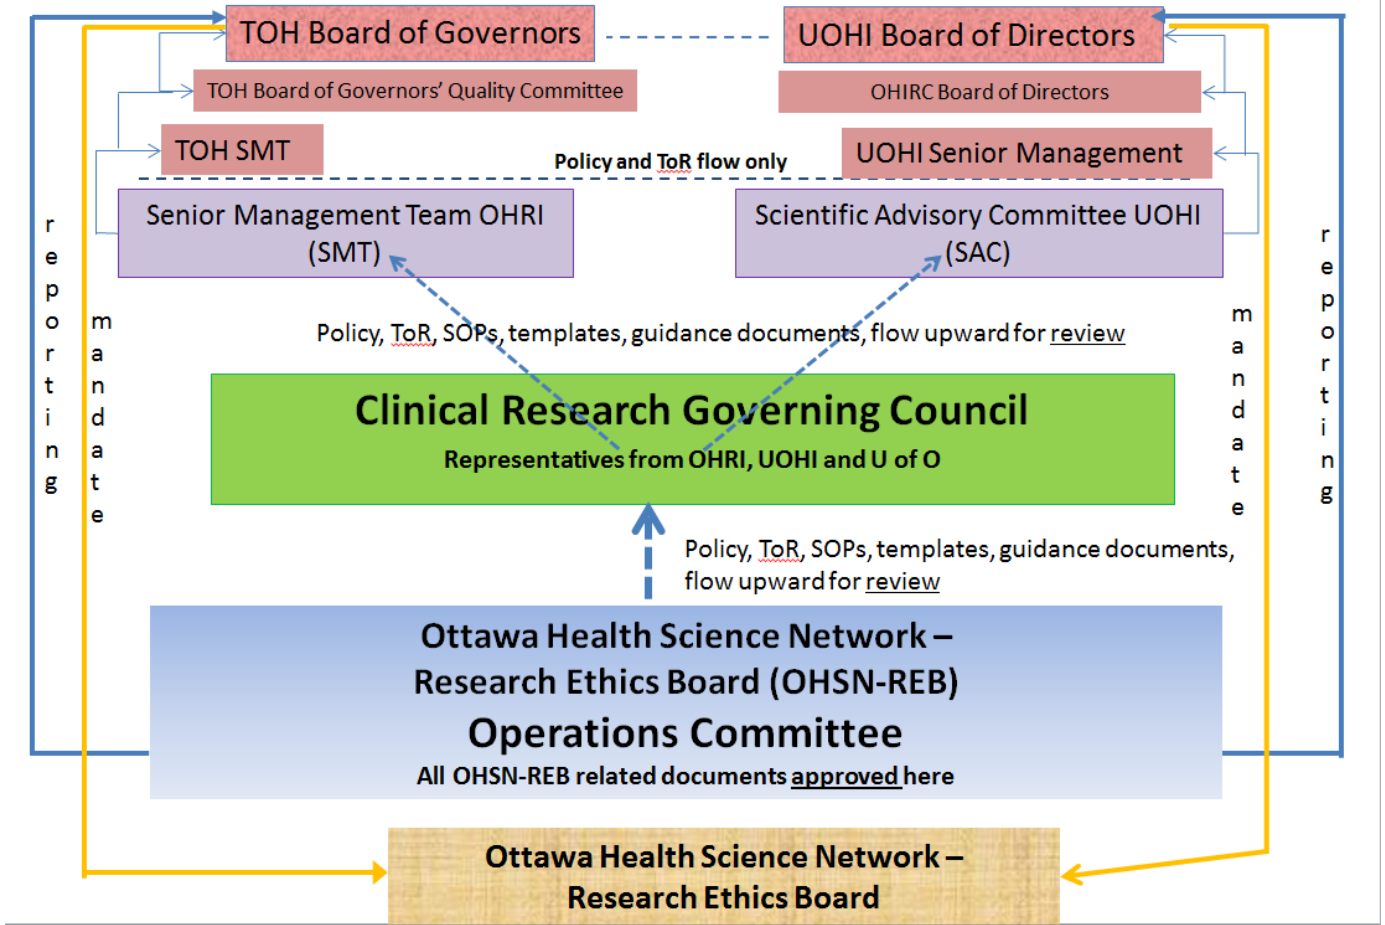 TOH Board of Governors
UOHI Board of Directors
TOH Board of Governors’ Quality Committee
OHIRC Board of Directors
TOH SMT
Policy and ToR flow only
UOHI Senior Management
Senior Management Team OHRI
(SMT)
Scientific Advisory Committee UOHI
(SAC)
reporting
mandate
mandate
reporting
Policy, ToR, SOPs, templates, guidance documents, flow upward for review
Clinical Research Governing Council
Representatives from OHRI, UOHI and U of O
Policy, ToR, SOPs, templates, guidance documents,
flow upward for review
Ottawa Health Science Network –
Research Ethics Board (OHSN-REB)
Operations Committee
All OHSN-REB related documents approved here
Ottawa Health Science Network –
Research Ethics Board